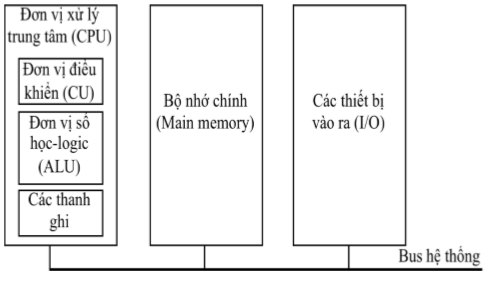 Đơn vị xử lý
trung tâm (CPU)
Đơn vị điều
khiển (CU)
Đơn vị số
học-logic
(ALU)
Các thanh
ghi
Bộ nhớ chính
(Main memory)
Các thiết bị
vào ra (I/O)
Bus hệ thống